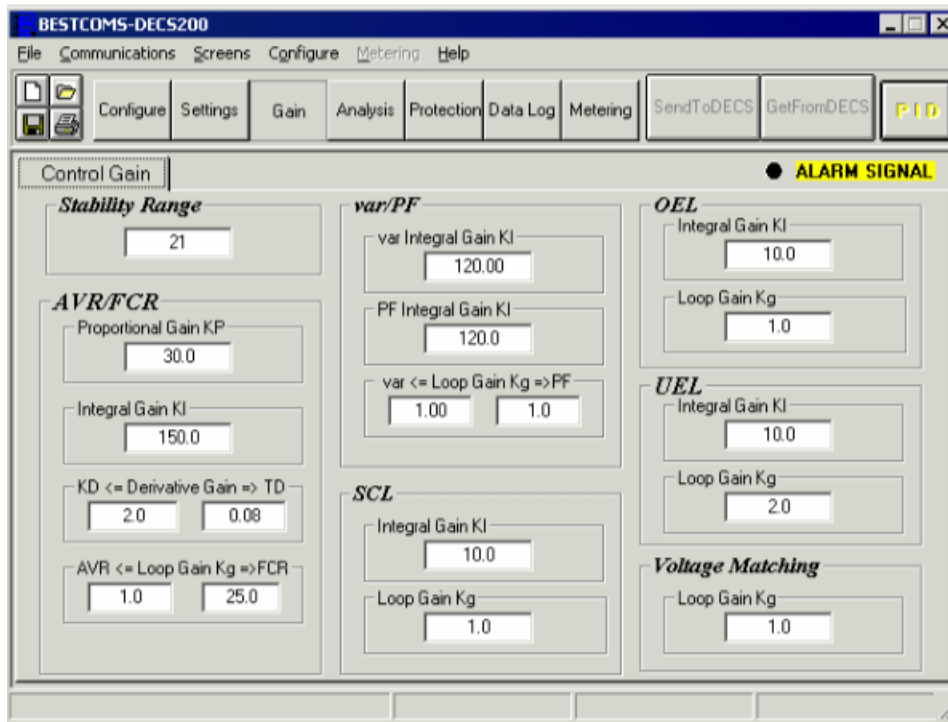 BESTCOMS-DECS200
File Communications Screens Configure Metering Help
Configure Settings Gain Analysis Protection Data Log Metering SendToDECS GetFromDECS PID
Control Gain
ALARM SIGNAL
Stability Range
21
AVR/FCR
Proportional Gain KP
30.0
Integral Gain KI
150.0
KD <= Derivative Gain => TD
2.0 0.08
AVR <= Loop Gain Kg =>FCR
1.0 25.0
var/PF
var Integral Gain KI
120.00
PF Integral Gain KI
120.0
var <= Loop Gain Kg =>PF
1.00 1.0
SCL
Integral Gain KI
10.0
Loop Gain Kg
1.0
OEL
Integral Gain KI
10.0
Loop Gain Kg
1.0
UEL
Integral Gain KI
10.0
Loop Gain Kg
2.0
Voltage Matching
Loop Gain Kg
1.0